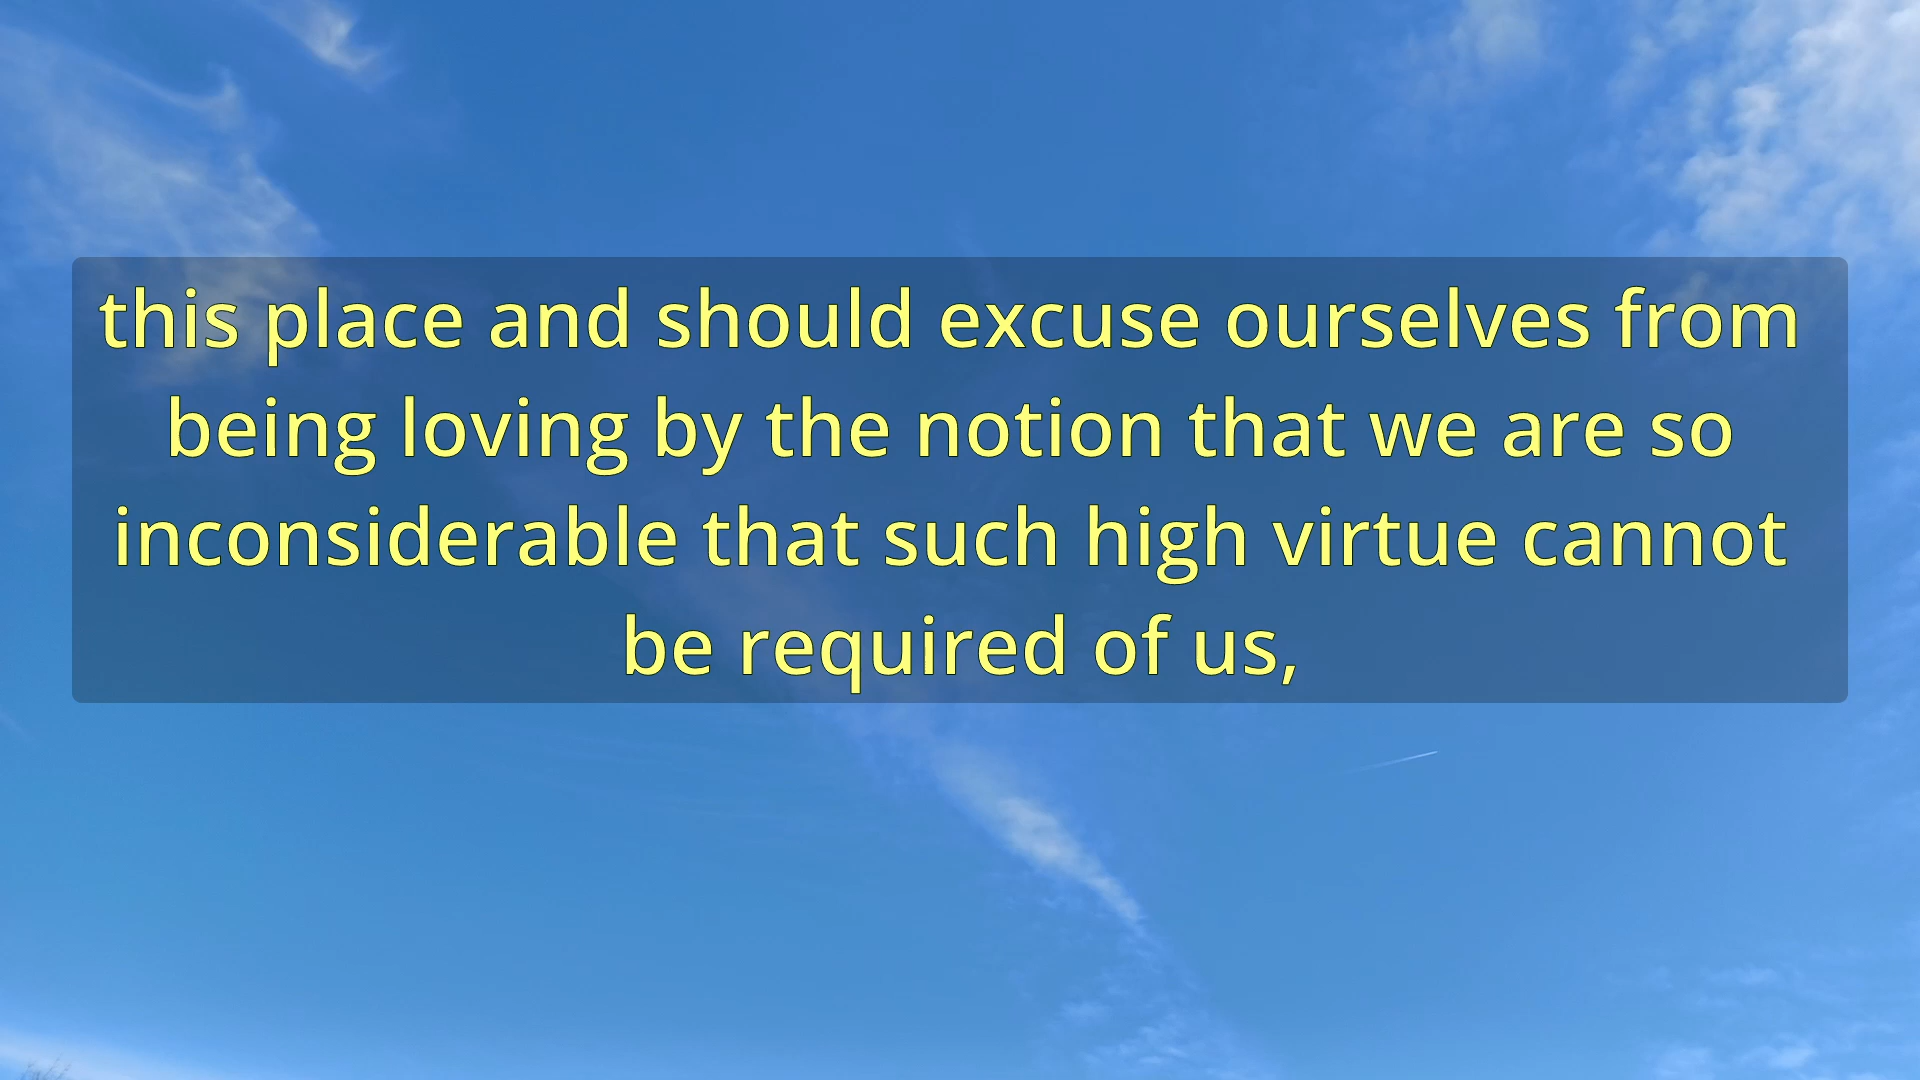 this place and should excuse ourselves from
being loving by the notion that we are so
inconsiderable that such high virtue cannot
be required of us,